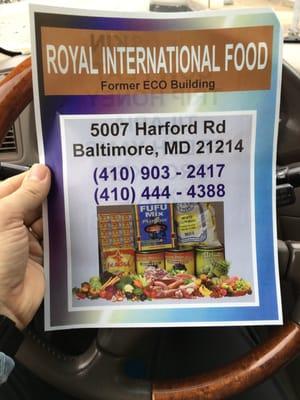 ROYAL INTERNATIONAL FOOD
Former ECO Building
5007 Harford Rd
Baltimore, MD 21214
(410) 903 - 2417
(410) 444 - 4388
FUFU
MIX